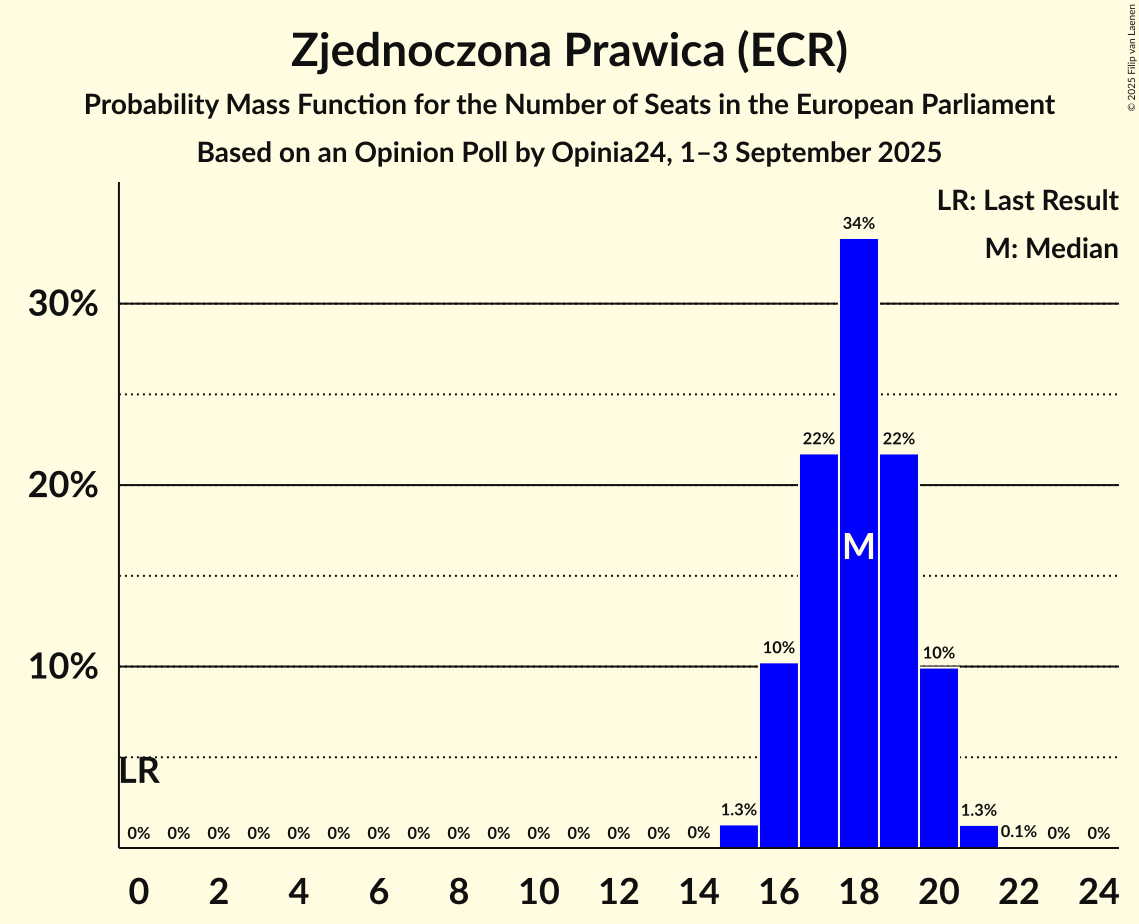 Zjednoczona Prawica (ECR)
Probability Mass Function for the Number of Seats in the European Parliament
Based on an Opinion Poll by Opinia24, 1–3 September 2025
© 2025 Filip van Laenen
LR: Last Result
M: Median
34%
30%
22% 22%
20%
M
10% 10%
10%
LR
0% 0% 0% 0% 0% 0% 0% 0% 0% 0% 0% 0% 0% 0% 0% 1.3% 1.3% 0.1% 0% 0%
0 2 4 6 8 10 12 14 16 18 20 22 24